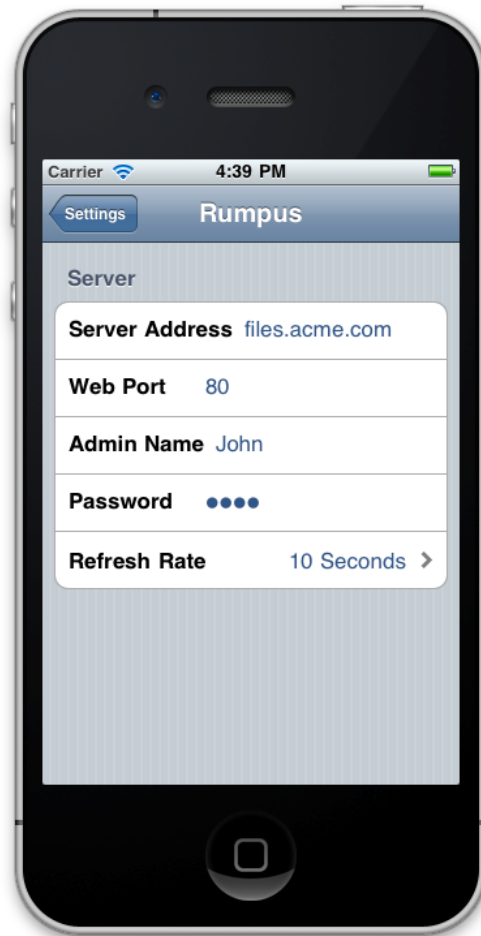 Carrier 4:39 PM
Settings Rumpus
Server
Server Address files.acme.com
Web Port 80
Admin Name John
Password ●●●●
Refresh Rate 10 Seconds >